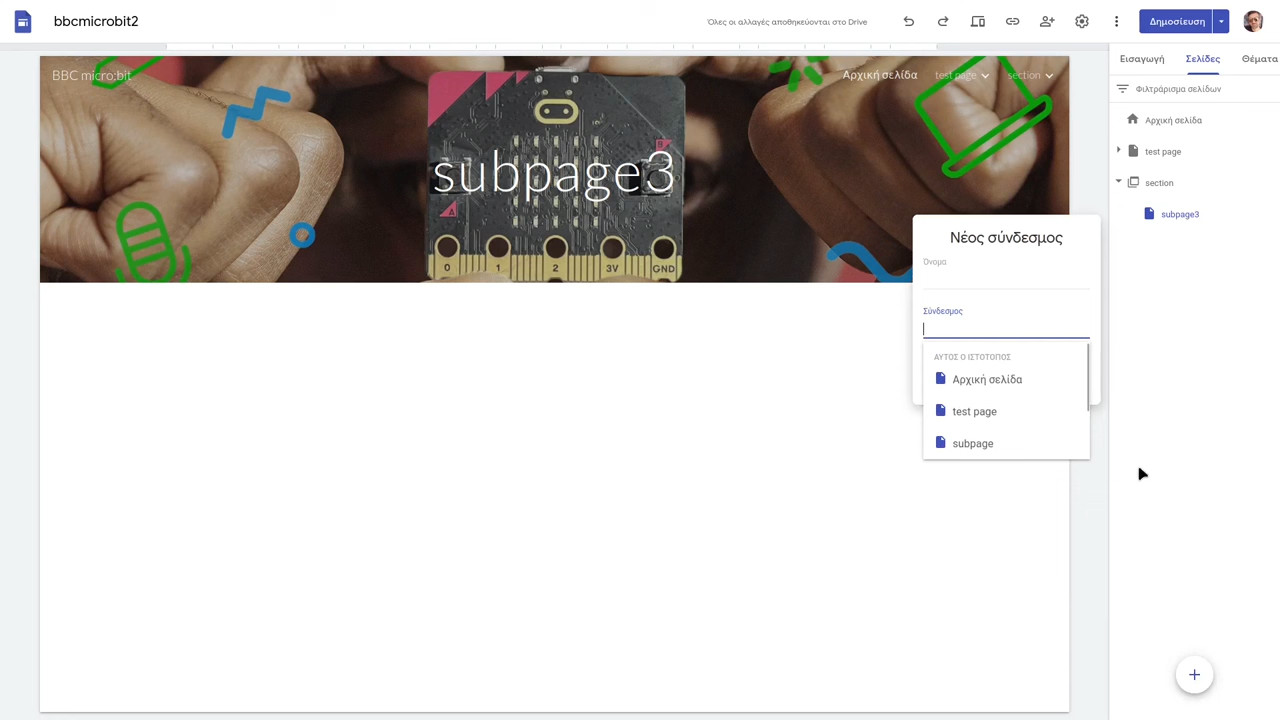 bbcmicrobit2
Όλες οι αλλαγές αποθηκεύονται στο Drive
Δημοσίευση
BBC micro:bit
Αρχική σελίδα
test page
section
subpage3
B
A
0
1
2
3V
GND
Εισαγωγή
Σελίδες
Θέματα
Φιλτράρισμα σελίδων
Αρχική σελίδα
test page
section
subpage3
Νέος σύνδεσμος
Όνομα
Σύνδεσμος
ΑΥΤΟΣ Ο ΙΣΤΟΤΟΠΟΣ
Αρχική σελίδα
test page
subpage